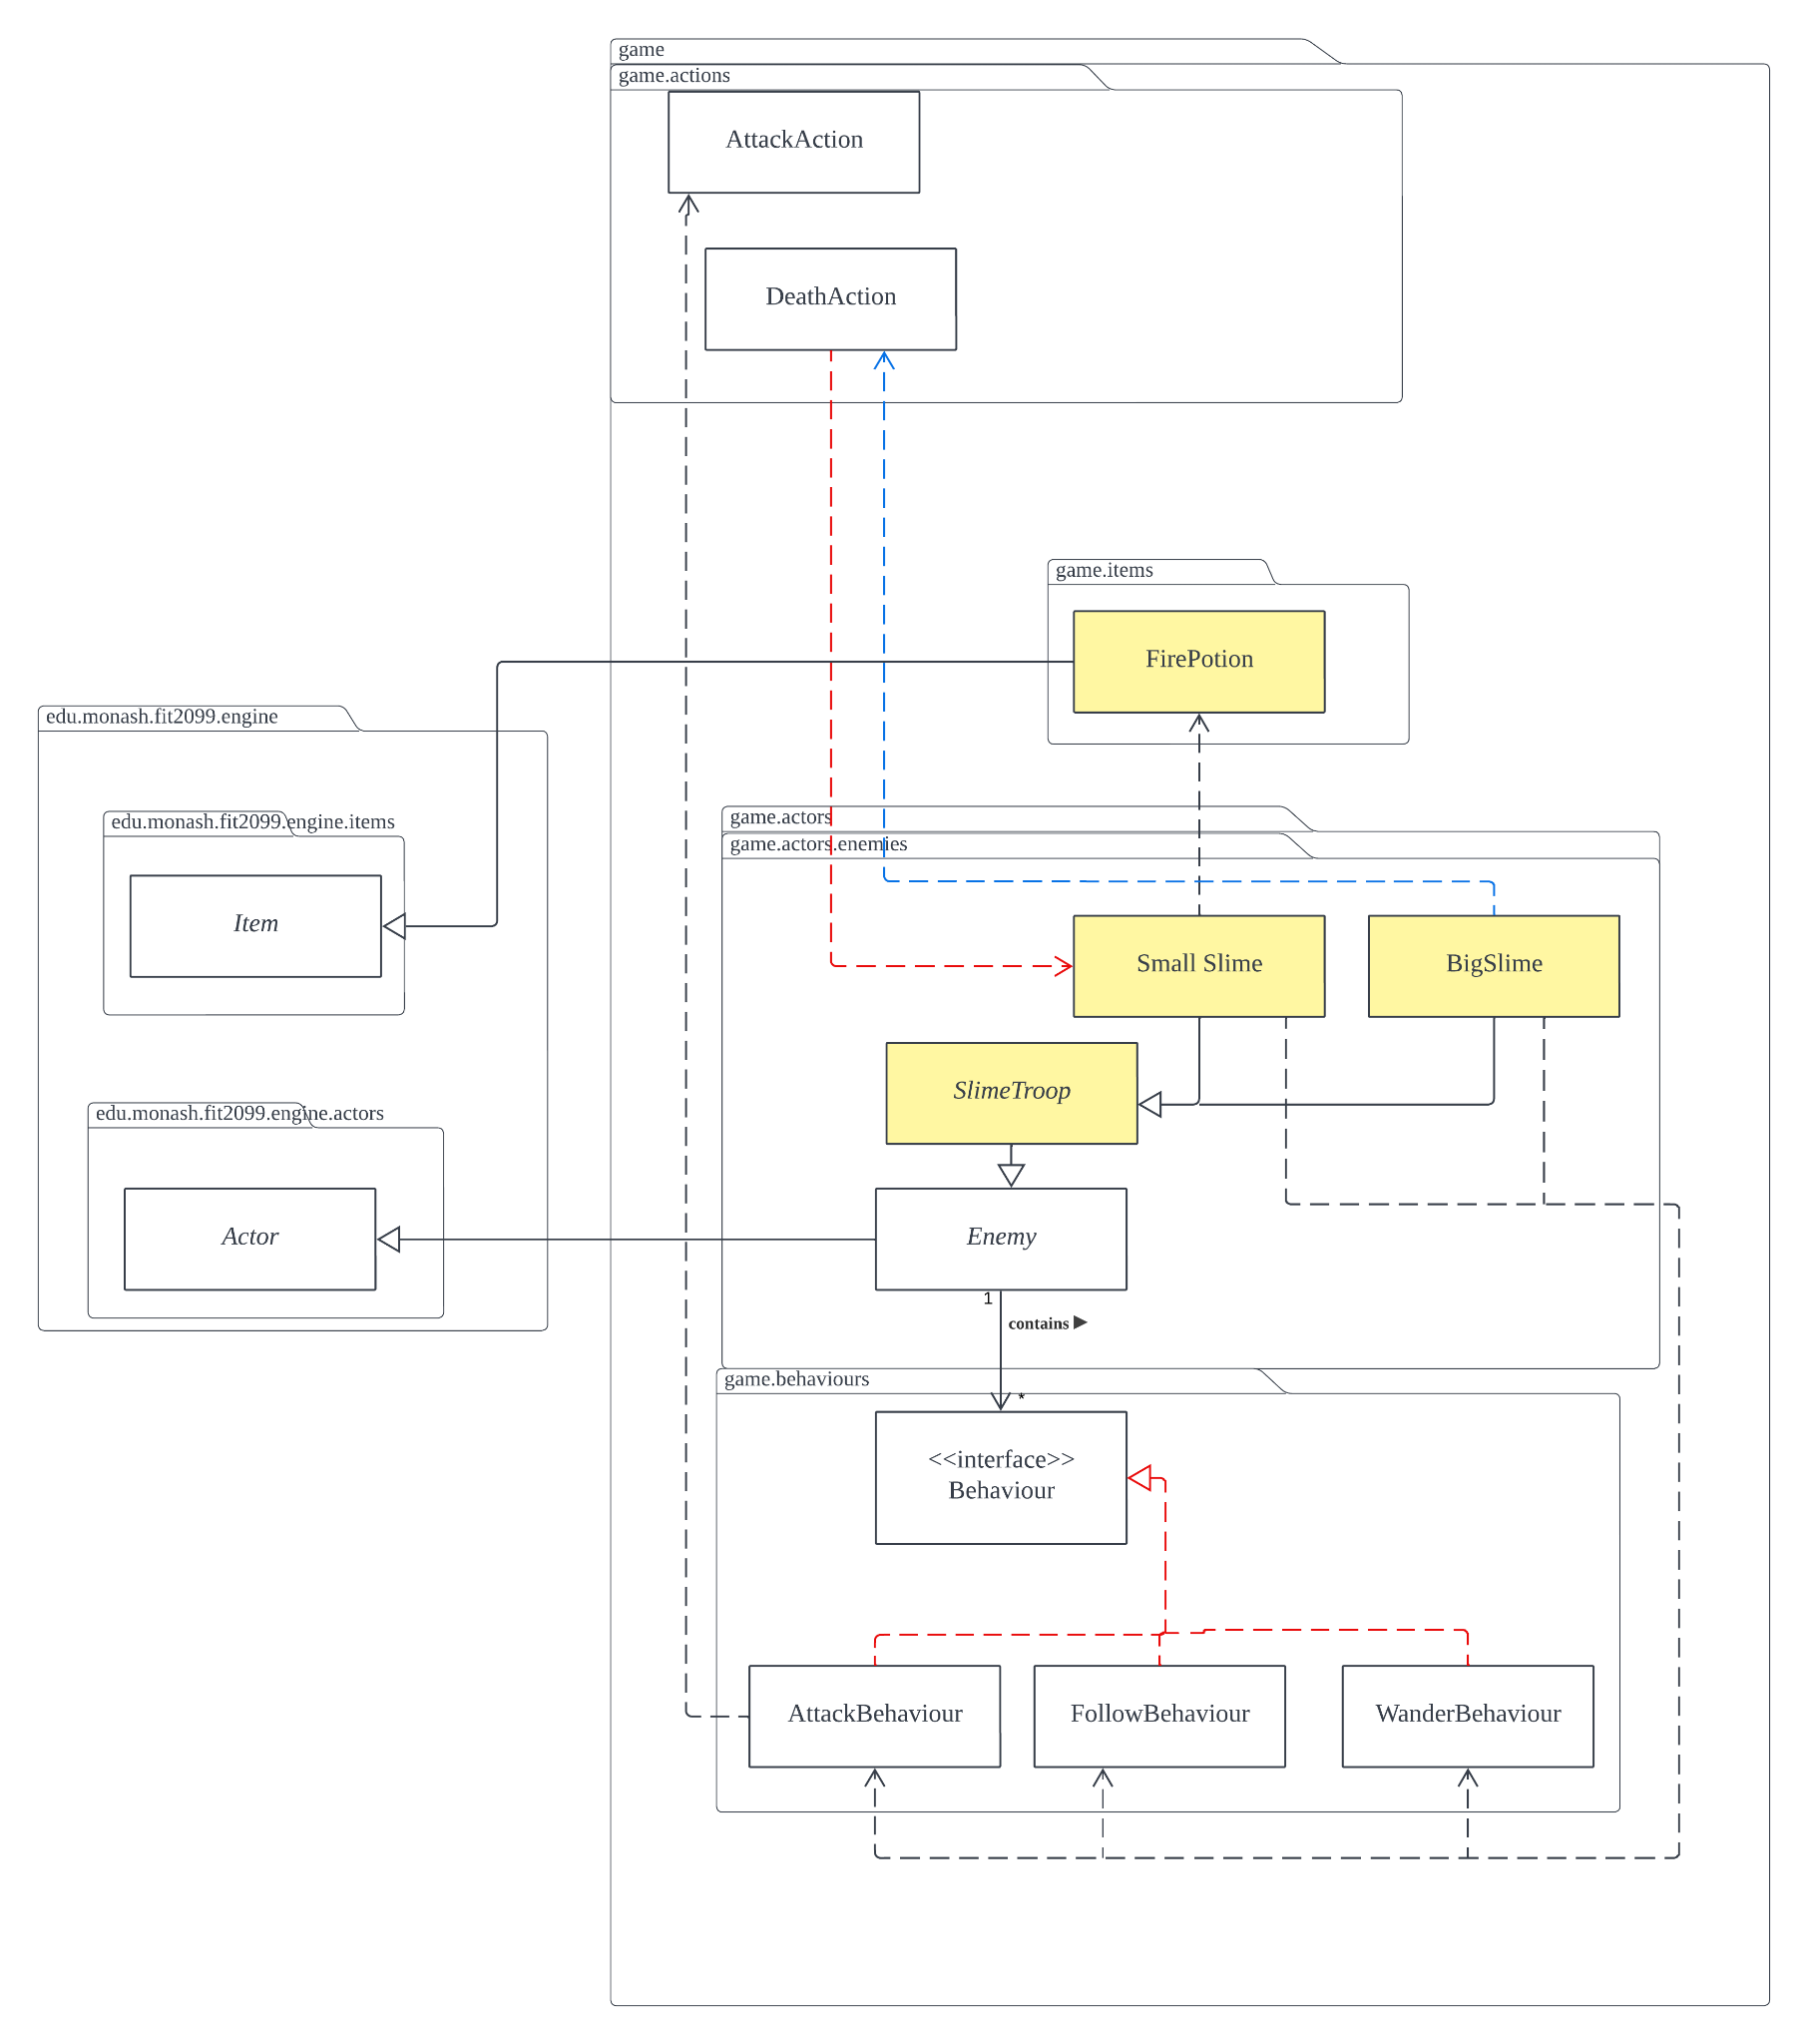 game
game.actions
AttackAction
DeathAction
game.items
FirePotion
edu.monash.fit2099.engine
edu.monash.fit2099.engine.items
Item
game.actors
game.actors.enemies
Small Slime
BigSlime
SlimeTroop
edu.monash.fit2099.engine.actors
Actor
Enemy
1
contains ▶
*
game.behaviours
<<interface>>
Behaviour
AttackBehaviour
FollowBehaviour
WanderBehaviour